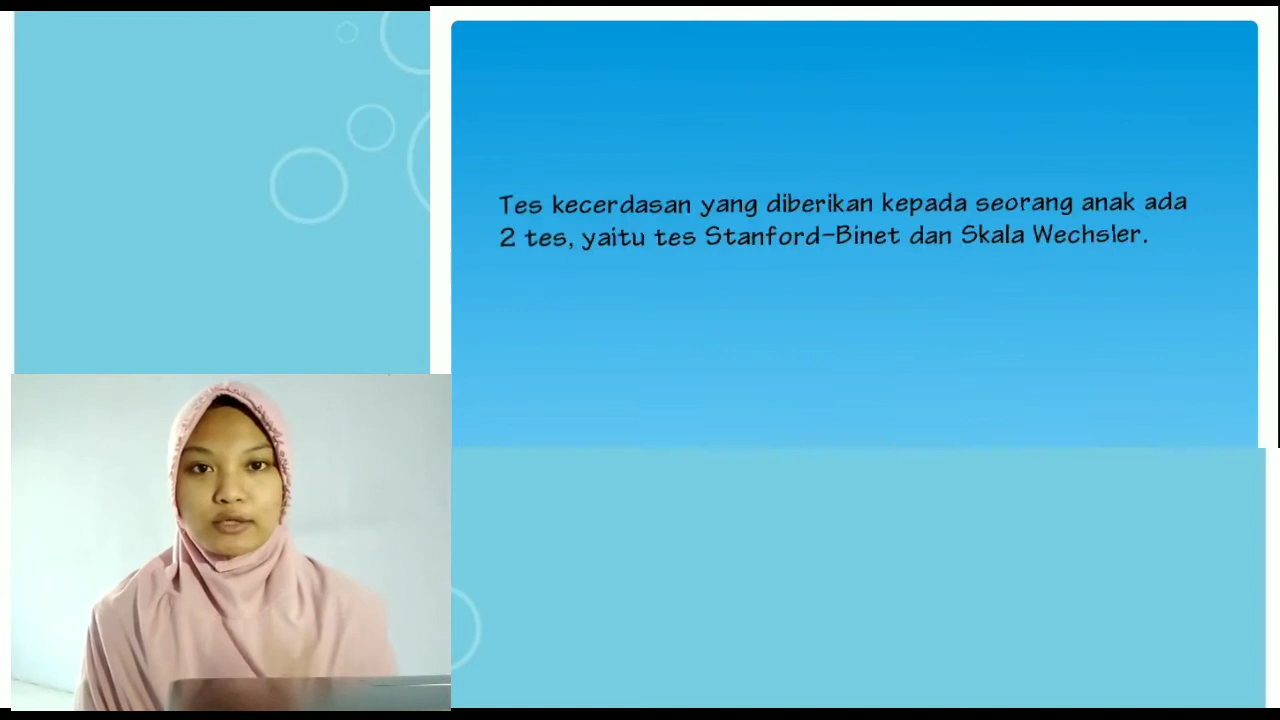 Tes kecerdasan yang diberikan kepada seorang anak ada
2 tes, yaitu tes Stanford-Binet dan Skala Wechsler.